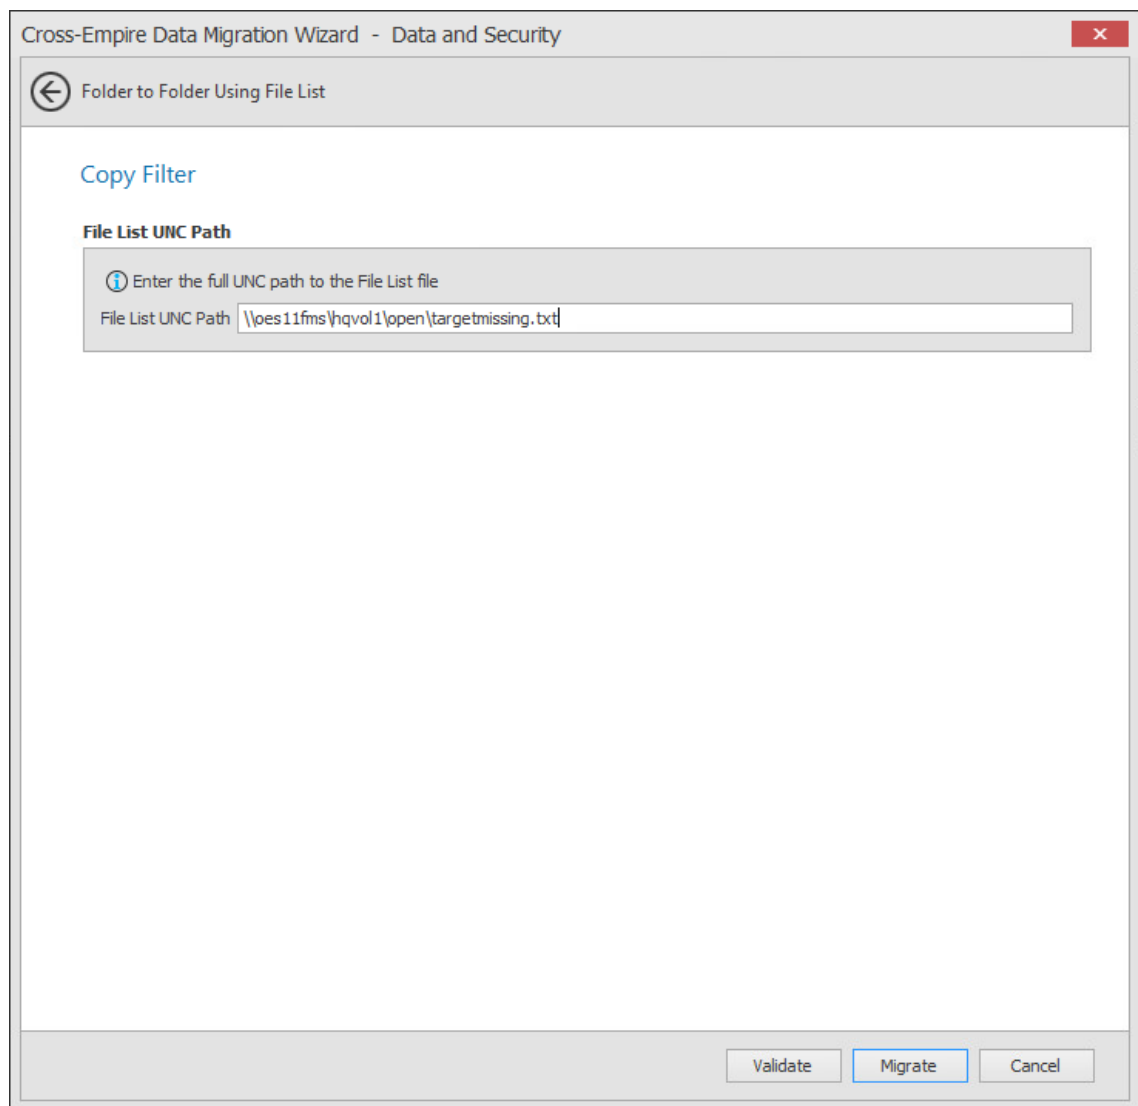 Cross-Empire Data Migration Wizard - Data and Security
Folder to Folder Using File List
Copy Filter
File List UNC Path
Enter the full UNC path to the File List file
File List UNC Path \\oes11fms\hqvol1\open\targetmissing.txt
Validate Migrate Cancel